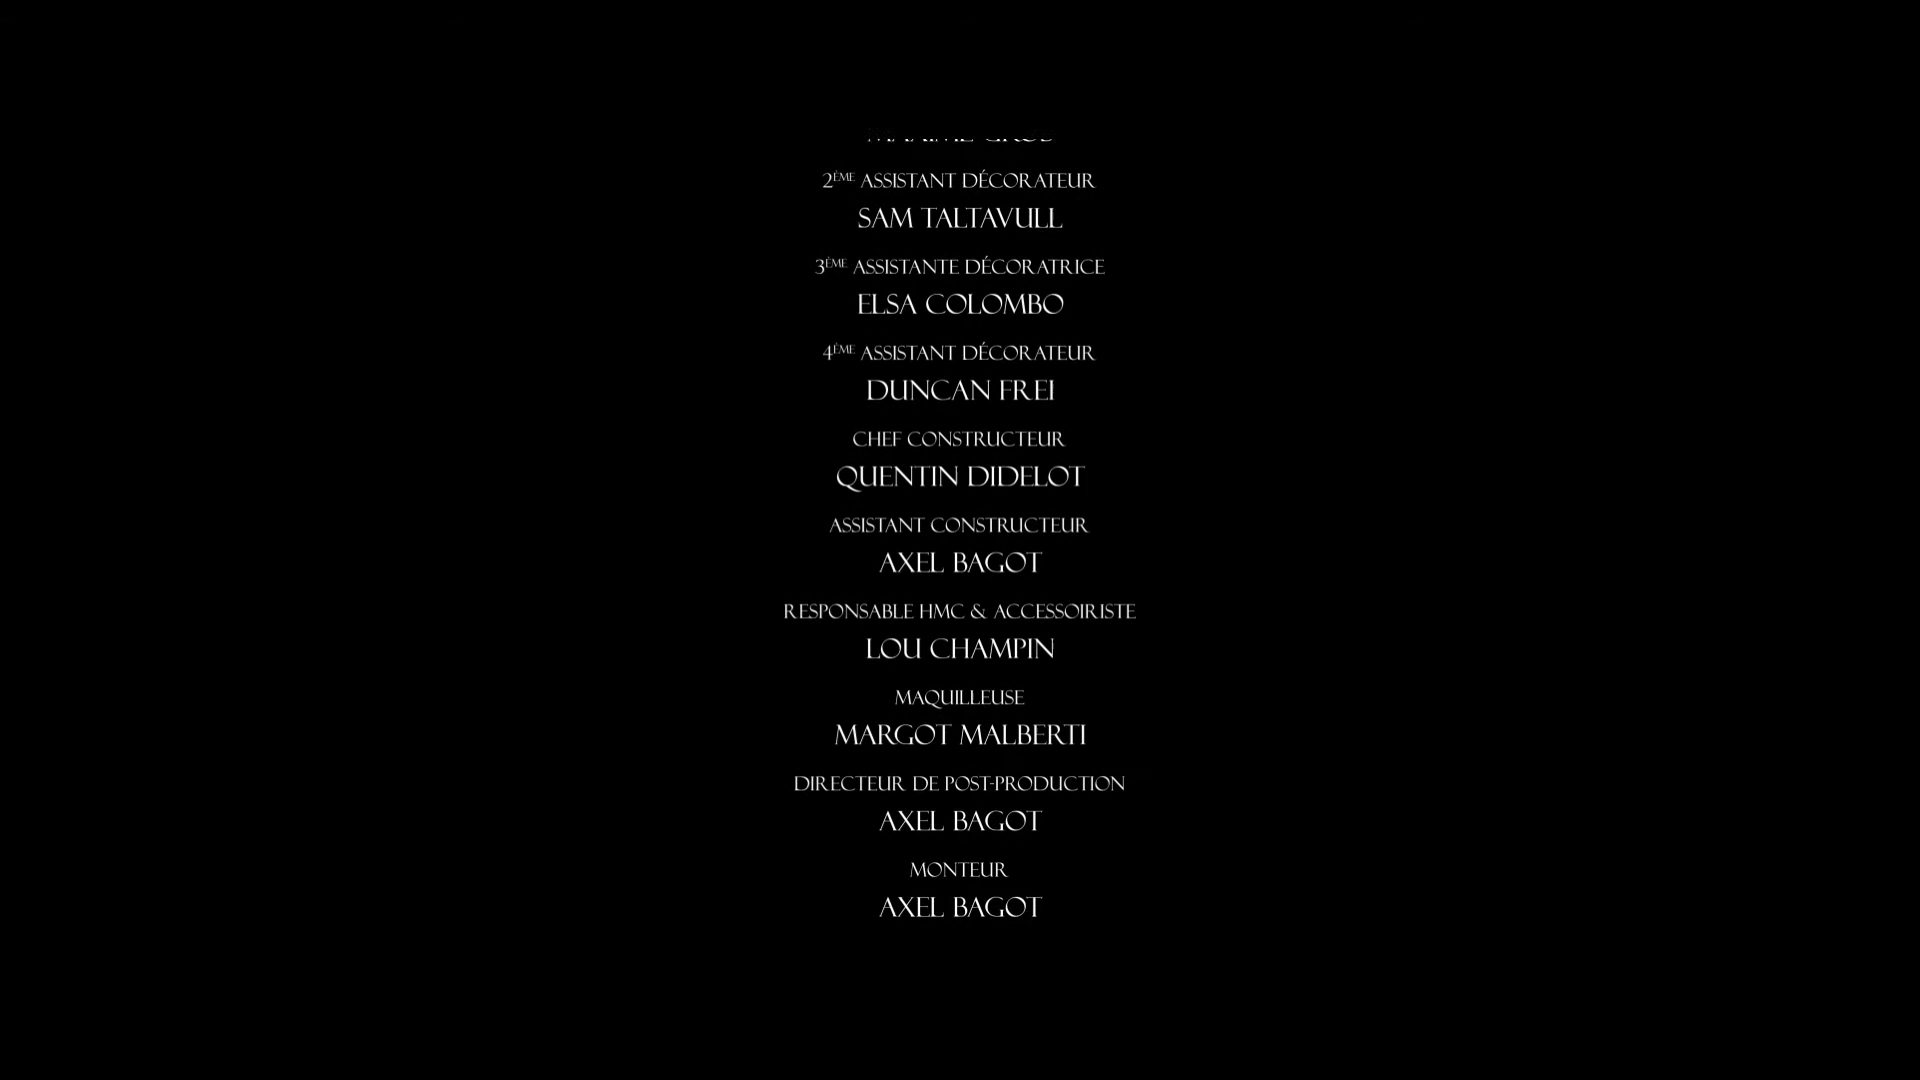 2ÈME ASSISTANT DÉCORATEUR
SAM TALTAVULL
3ÈME ASSISTANTE DÉCORATRICE
ELSA COLOMBO
4ÈME ASSISTANT DÉCORATEUR
DUNCAN FREI
CHEF CONSTRUCTEUR
QUENTIN DIDELOT
ASSISTANT CONSTRUCTEUR
AXEL BAGOT
RESPONSABLE HMC & ACCESSOIRISTE
LOU CHAMPIN
MAQUILLEUSE
MARGOT MALBERTI
DIRECTEUR DE POST-PRODUCTION
AXEL BAGOT
MONTEUR
AXEL BAGOT